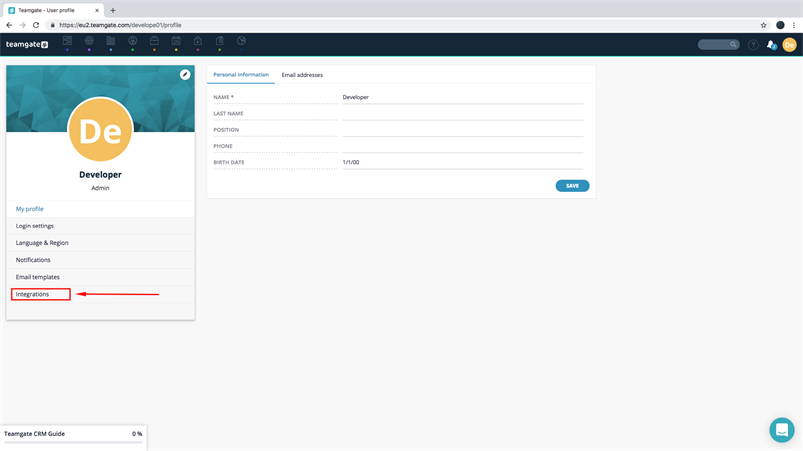 Teamgate - User profile
https://eu2.teamgate.com/develope01/profile
teamgate
De
De
Developer
Admin
My profile
Login settings
Language & Region
Notifications
Email templates
Integrations
Personal information
Email addresses
NAME * Developer
LAST NAME
POSITION
PHONE
BIRTH DATE 1/1/00
SAVE
Teamgate CRM Guide 0 %